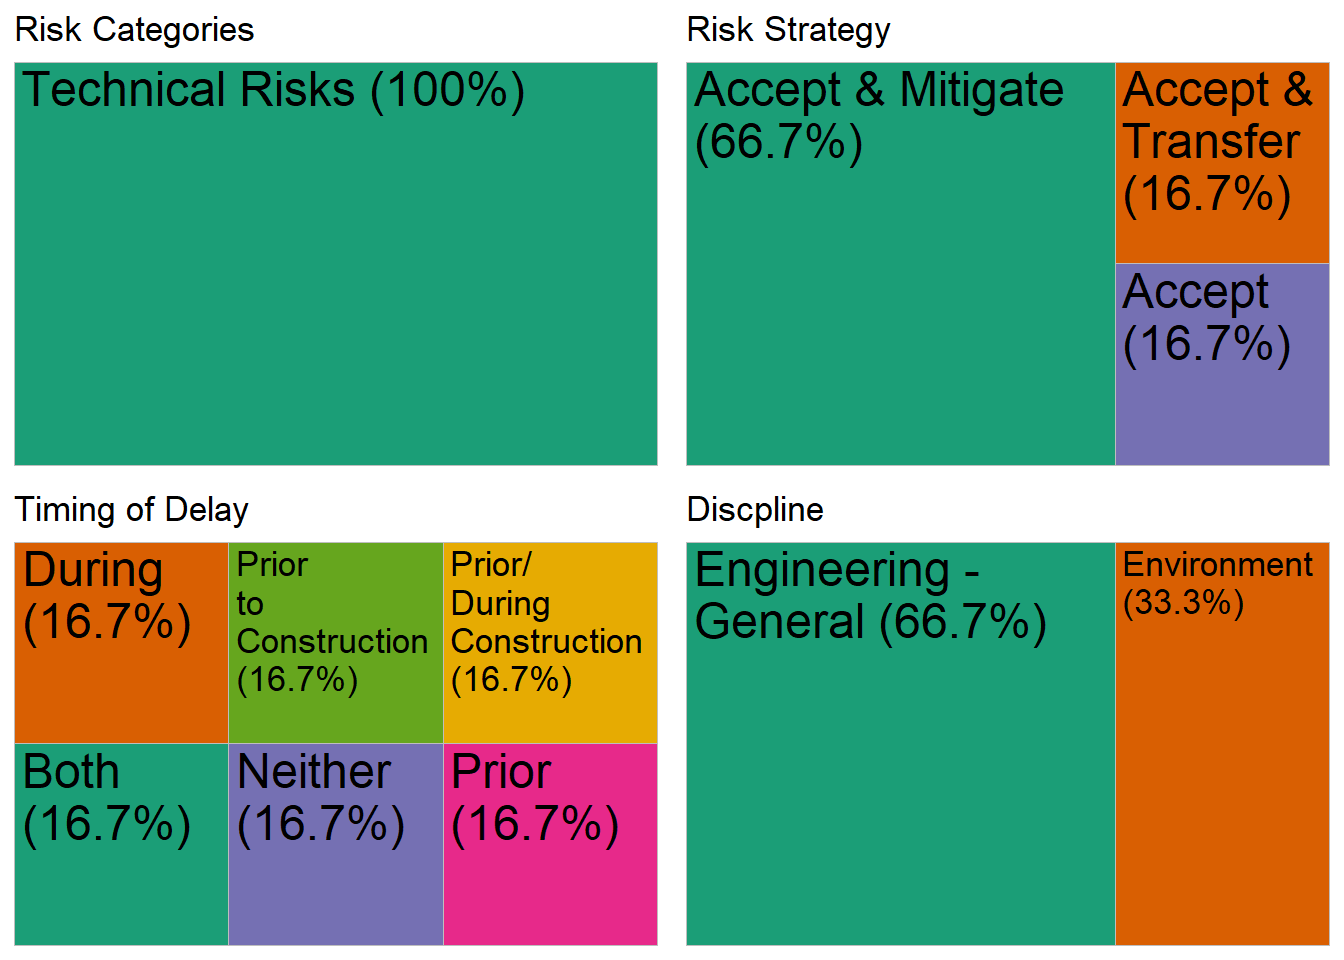 Risk Categories
Technical Risks (100%)
Risk Strategy
Accept & Mitigate
(66.7%)
Accept &
Transfer
(16.7%)
Accept
(16.7%)
Timing of Delay
During
(16.7%)
Prior
to
Construction
(16.7%)
Prior/
During
Construction
(16.7%)
Both
(16.7%)
Neither
(16.7%)
Prior
(16.7%)
Discpline
Engineering -
General (66.7%)
Environment
(33.3%)